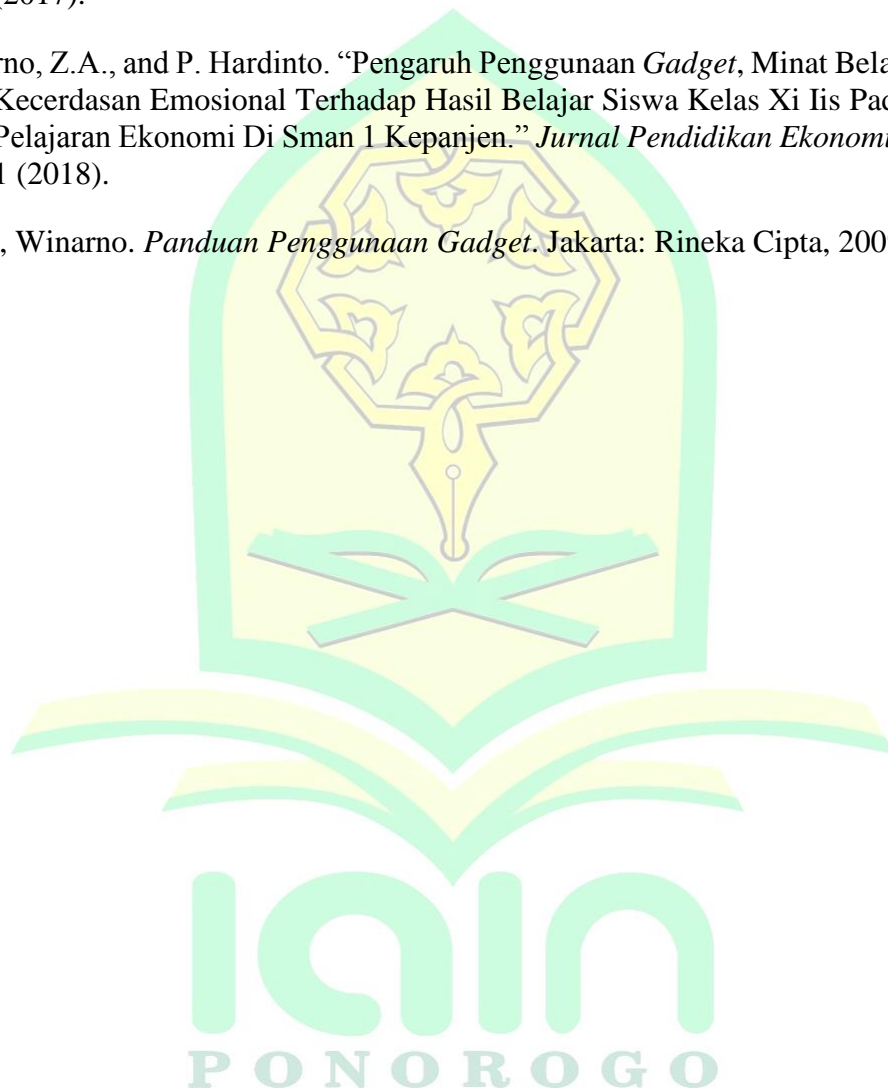 (2017).
rno, Z.A., and P. Hardinto. “Pengaruh Penggunaan Gadget, Minat Bela
Kecerdasan Emosional Terhadap Hasil Belajar Siswa Kelas Xi Iis Pad
Pelajaran Ekonomi Di Sman 1 Kepanjen.” Jurnal Pendidikan Ekonomi
1 (2018).
, Winarno. Panduan Penggunaan Gadget. Jakarta: Rineka Cipta, 200
iain
PONOROGO